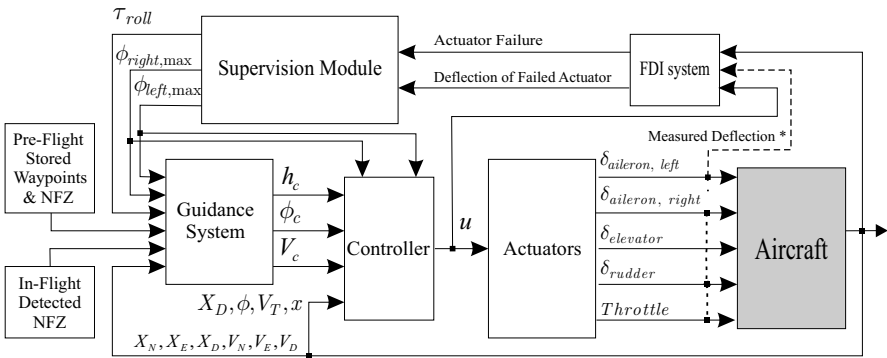 τ_roll
ϕ_right,max
ϕ_left,max
Supervision Module
Actuator Failure
Deflection of Failed Actuator
FDI system
Measured Deflection *
Pre-Flight
Stored
Waypoints
& NFZ
In-Flight
Detected
NFZ
Guidance
System
h_c
ϕ_c
V_c
Controller
u
Actuators
δ_aileron, left
δ_aileron, right
δ_elevator
δ_rudder
Throttle
Aircraft
X_D, ϕ, V_T, x
X_N, X_E, X_D, V_N, V_E, V_D